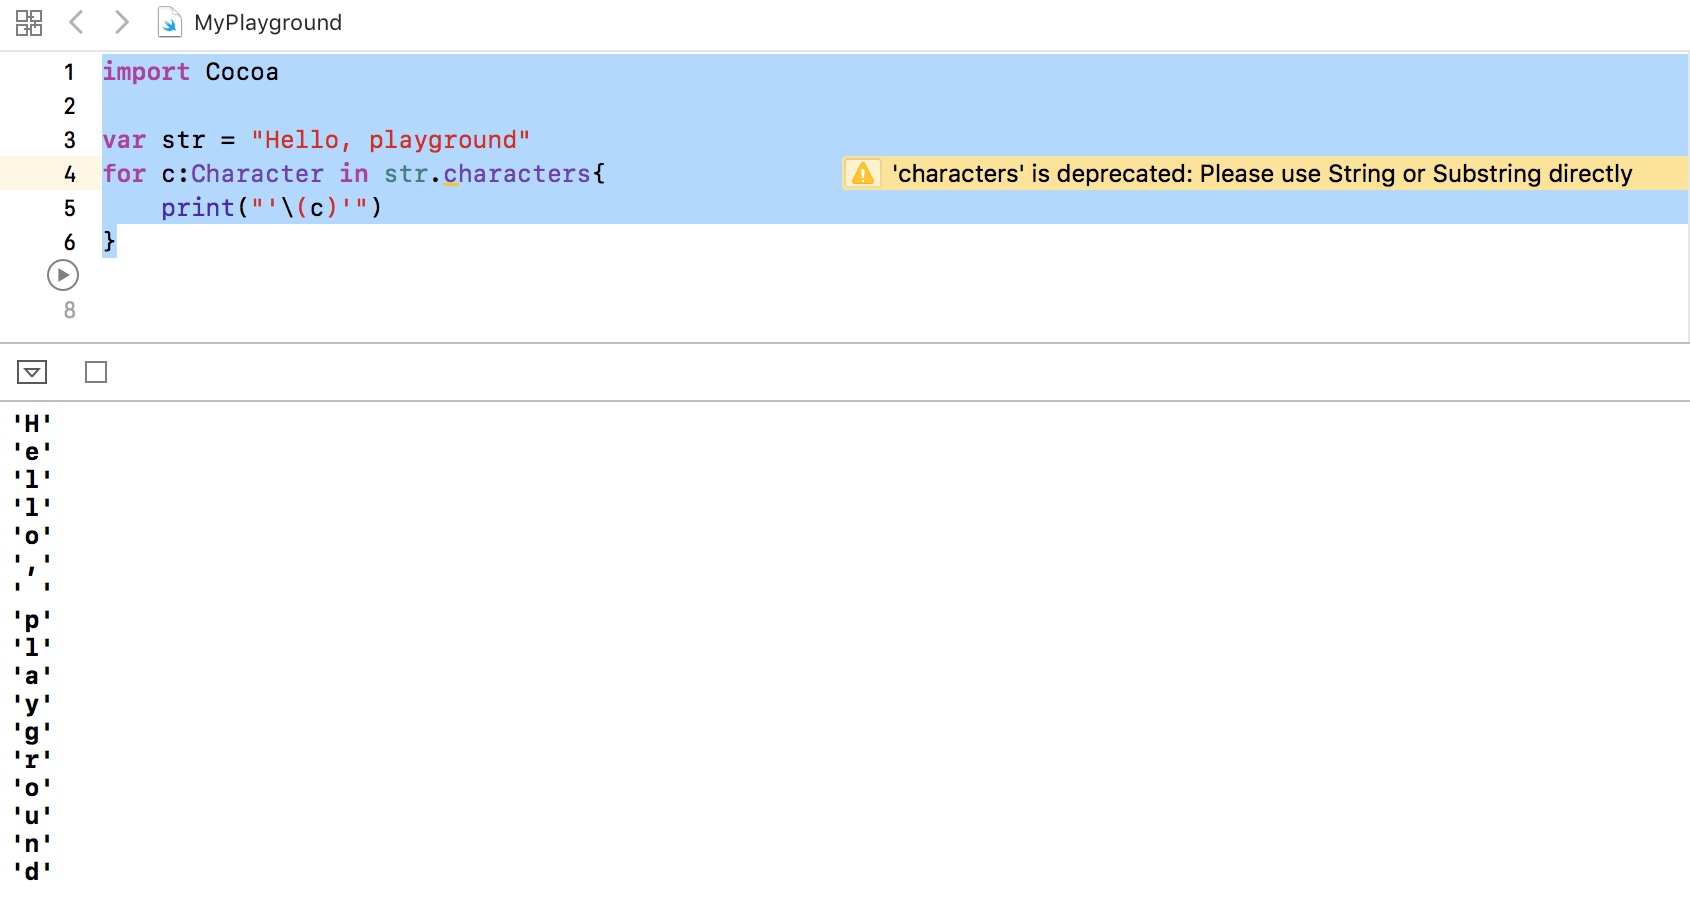 MyPlayground
1 import Cocoa
2
3 var str = "Hello, playground"
4 for c:Character in str.characters{ 'characters' is deprecated: Please use String or Substring directly
5     print("'\(c)'")
6 }
8
'H'
'e'
'l'
'l'
'o'
','
' '
'p'
'l'
'a'
'y'
'g'
'r'
'o'
'u'
'n'
'd'